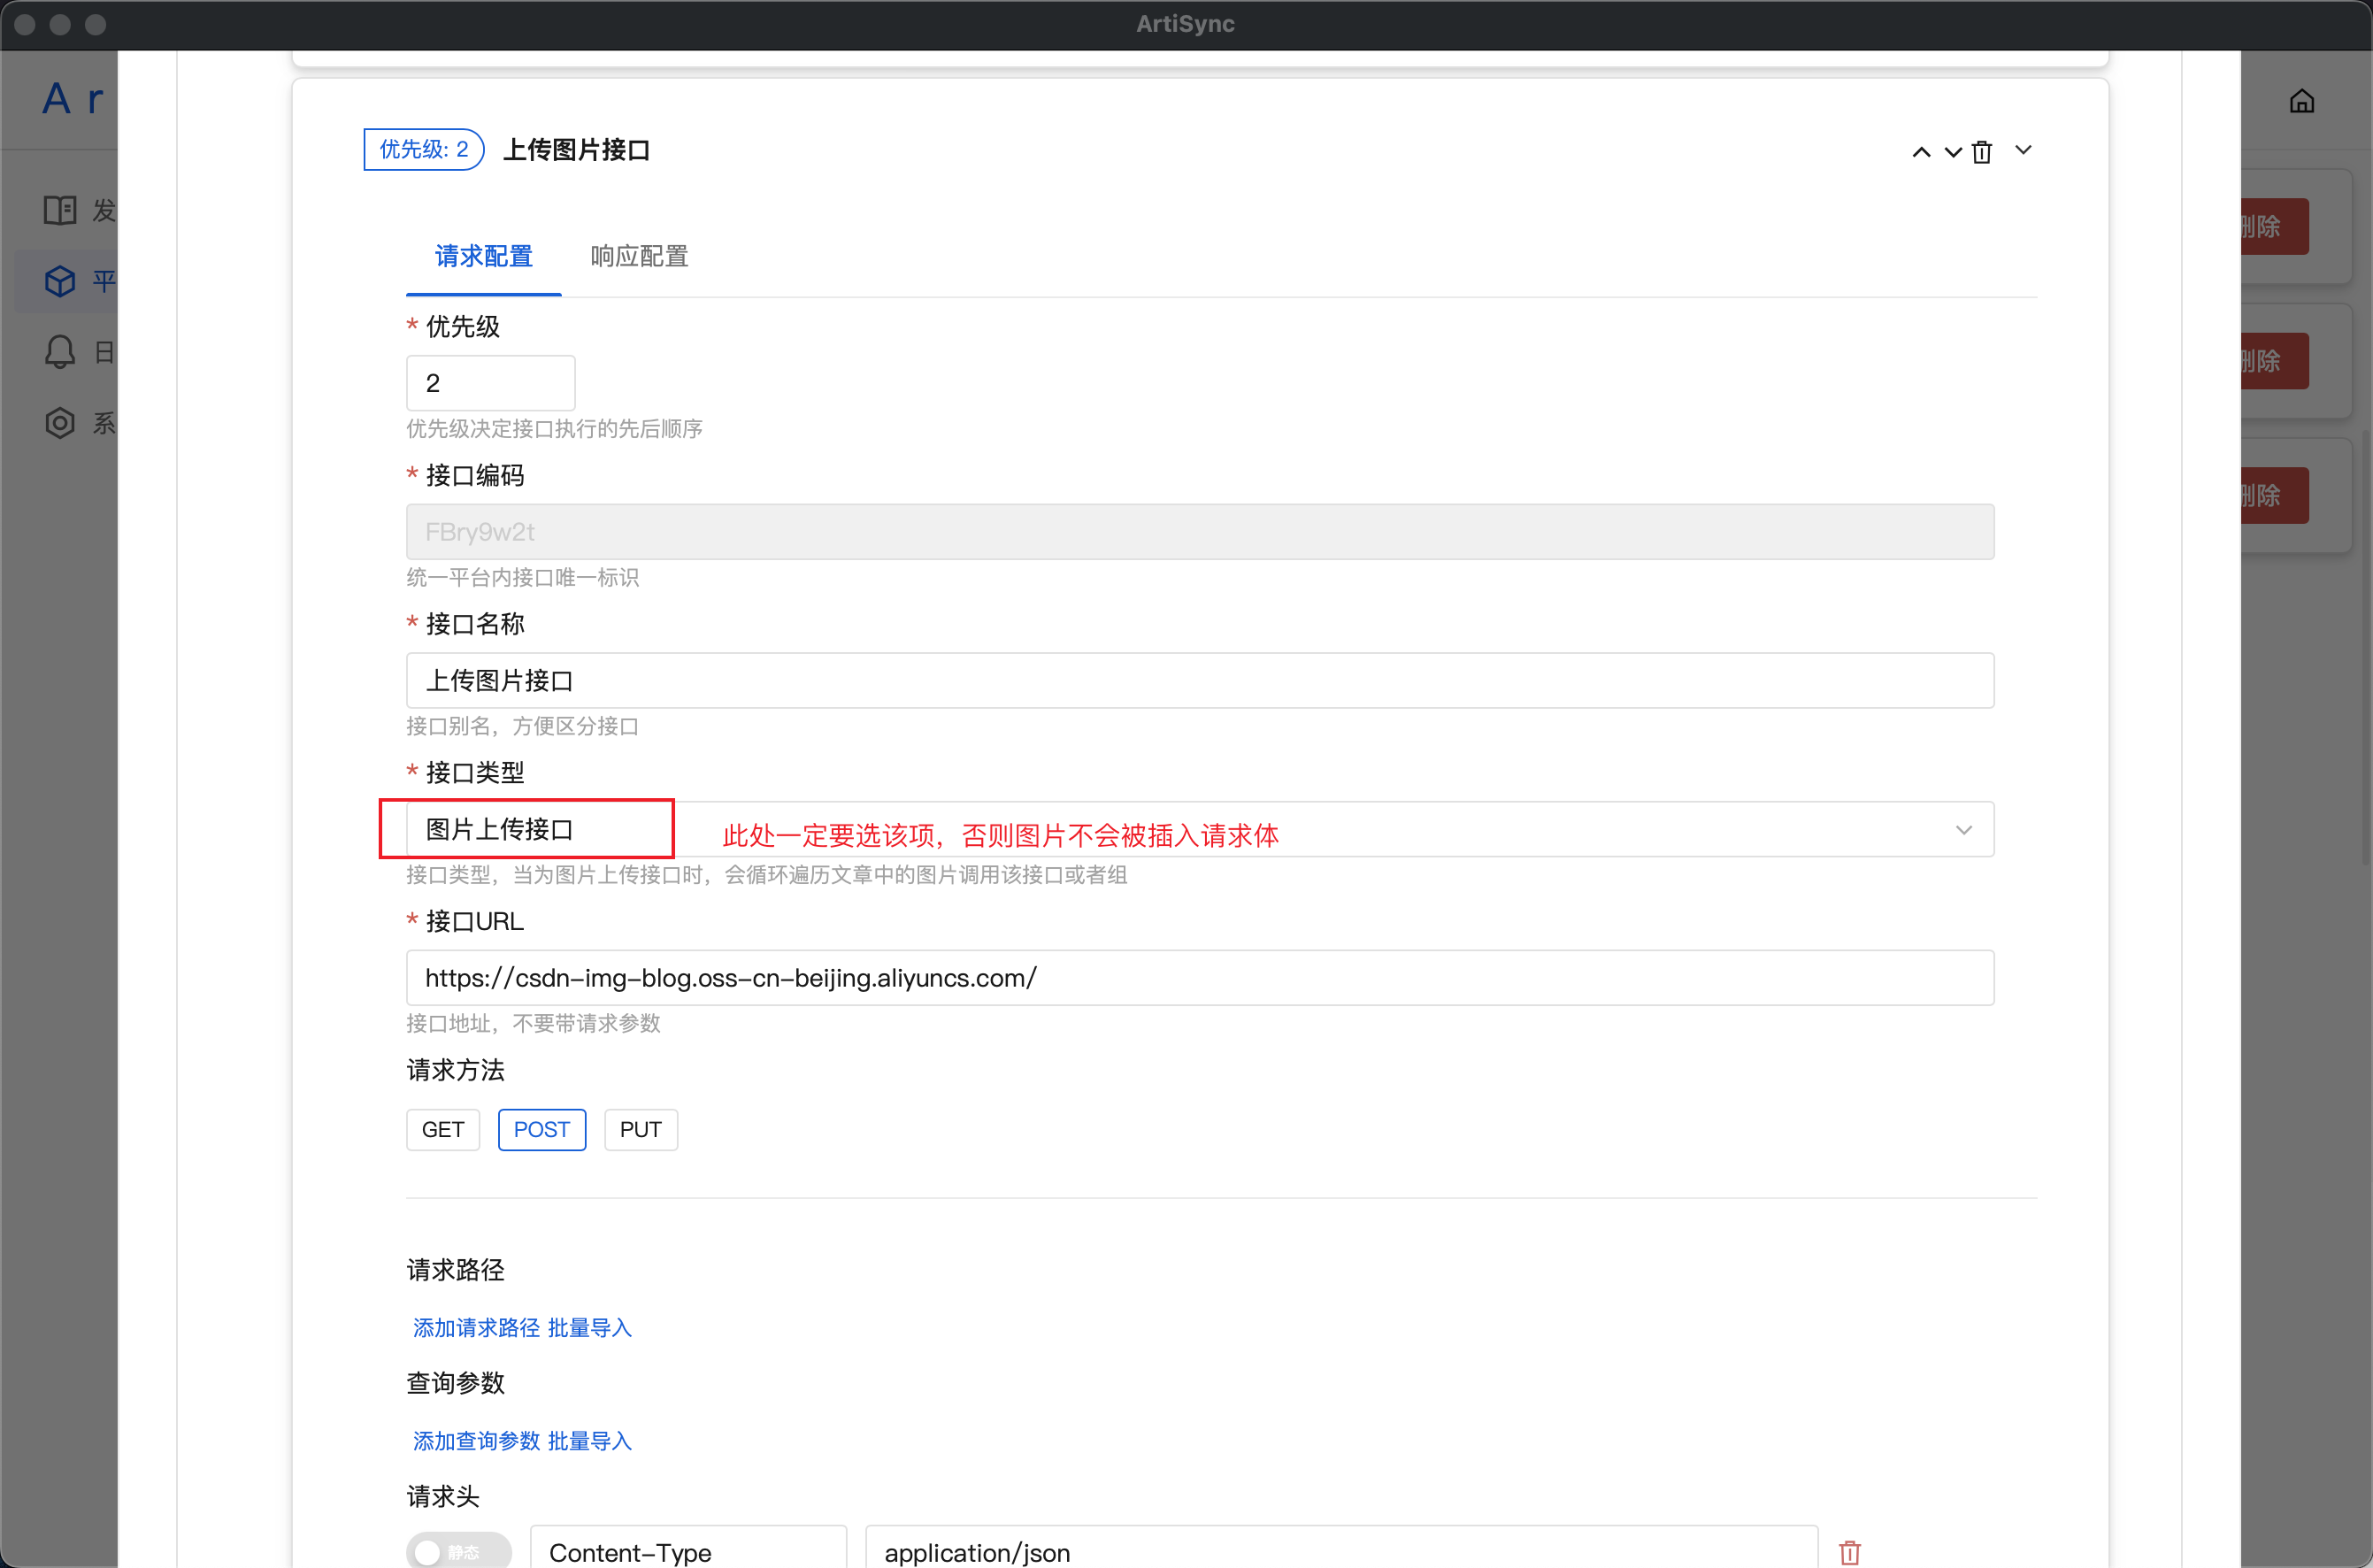 ArtiSync
Ar
发
平
日
系
删除
删除
删除
优先级: 2
上传图片接口
请求配置
响应配置
* 优先级
2
优先级决定接口执行的先后顺序
* 接口编码
FBry9w2t
统一平台内接口唯一标识
* 接口名称
上传图片接口
接口别名，方便区分接口
* 接口类型
图片上传接口
此处一定要选该项，否则图片不会被插入请求体
接口类型，当为图片上传接口时，会循环遍历文章中的图片调用该接口或者组
* 接口URL
https://csdn-img-blog.oss-cn-beijing.aliyuncs.com/
接口地址，不要带请求参数
请求方法
GET POST PUT
请求路径
添加请求路径 批量导入
查询参数
添加查询参数 批量导入
请求头
静态 Content-Type application/json